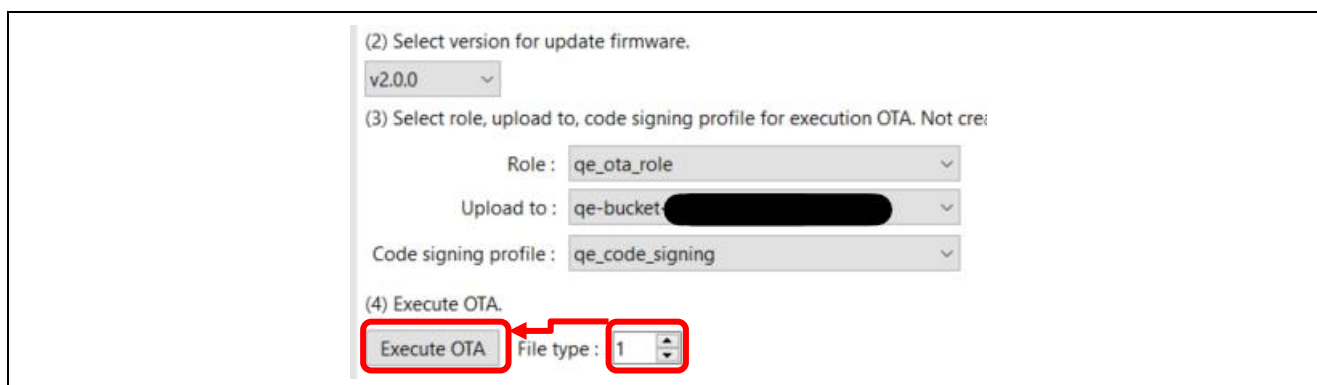 (2) Select version for update firmware.
v2.0.0
(3) Select role, upload to, code signing profile for execution OTA. Not
Role : qe_ota_role
Upload to : qe-bucket-
Code signing profile : qe_code_signing
(4) Execute OTA.
Execute OTA File type : 1